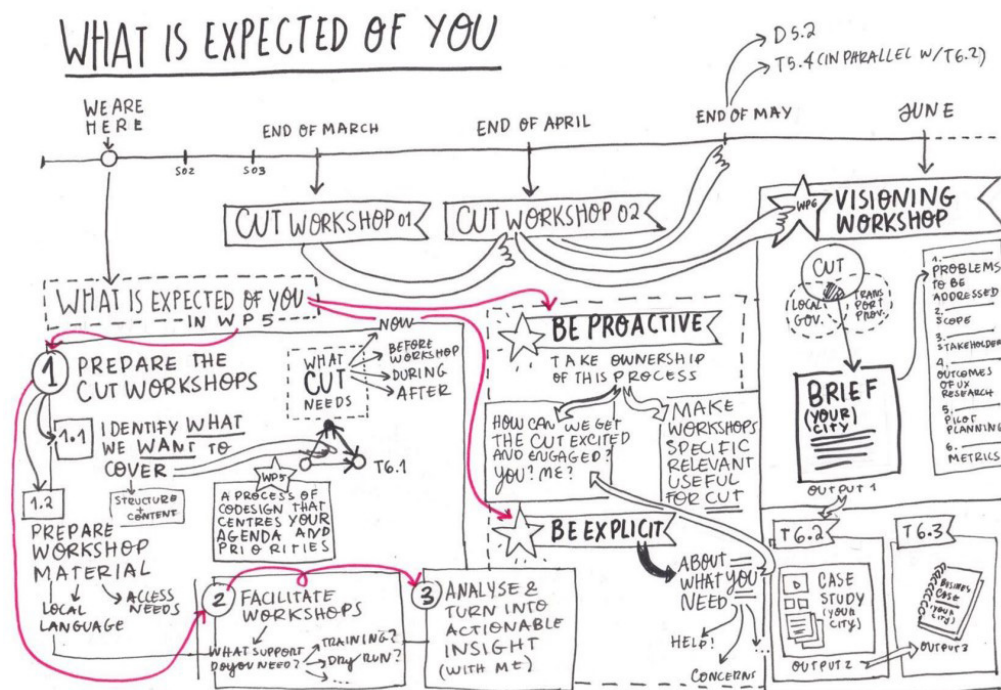 WHAT IS EXPECTED OF YOU
WE ARE
HERE
S02
S03
END OF MARCH
END OF APRIL
END OF MAY
D5.2
T5.4 (IN PARALLEL W/T6.2)
JUNE
CUT WORKSHOP 01
CUT WORKSHOP 02
WP6
VISIONING
WORKSHOP
CUT
LOCAL
GOV.
TRANS
PORT
PROV.
BRIEF
(YOUR)
CITY
OUTPUT 1
1.
PROBLEMS
TO BE
ADDRESSED
2.
SCOPE
3.
STAKEHOLDER
4.
OUTCOMES
OF UX
RESEARCH
5.
PILOT
PLANNING
6.
METRICS
WHAT IS EXPECTED OF YOU
IN WP5
1
PREPARE THE
CUT WORKSHOPS
WHAT
CUT
NEEDS
NOW
BEFORE
WORKSHOP
DURING
AFTER
1.1
IDENTIFY WHAT
WE WANT TO
COVER
STRUCTURE
+
CONTENT
T6.1
WP5
A PROCESS OF
CODESIGN THAT
CENTRES YOUR
AGENDA AND
PRIORITIES
1.2
PREPARE
WORKSHOP
MATERIAL
LOCAL
LANGUAGE
ACCESS
NEEDS
2
FACILITATE
WORKSHOPS
WHAT SUPPORT
DO YOU NEED?
TRAINING?
DRY RUN?
...
3
ANALYSE &
TURN INTO
ACTIONABLE
INSIGHT
(WITH ME)
BE PROACTIVE
TAKE OWNERSHIP
OF THIS PROCESS
HOW CAN WE GET
THE CUT EXCITED
AND ENGAGED?
YOU? ME?
MAKE
WORKSHOPS
SPECIFIC
RELEVANT
USEFUL
FOR CUT
BE EXPLICIT
ABOUT
WHAT YOU
NEED
HELP!
CONCERNS
...
T6.2
CASE
STUDY
(YOUR
CITY)
OUTPUT 2
T6.3
BUSINESS
CASE
(YOUR
CITY)
OUTPUT 3